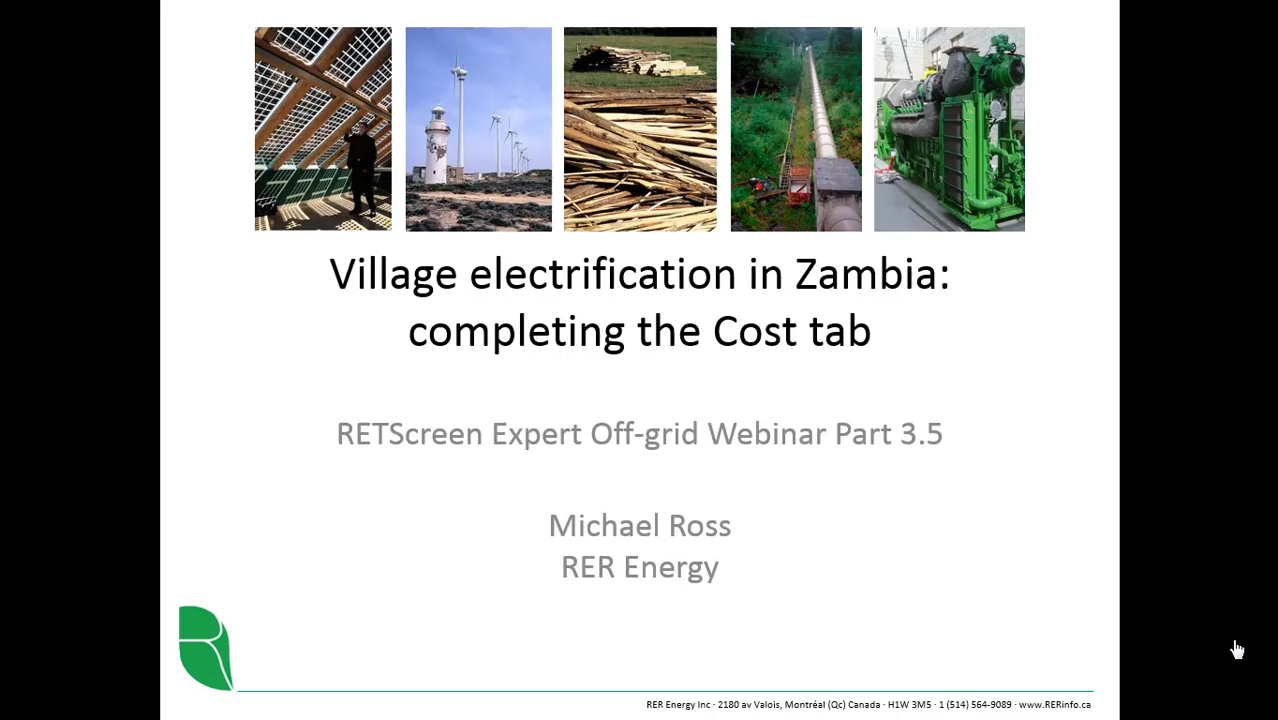 Village electrification in Zambia:
completing the Cost tab
RETScreen Expert Off-grid Webinar Part 3.5
Michael Ross
RER Energy
RER Energy Inc · 2180 av Valois, Montréal (Qc) Canada · H1W 3M5 · 1 (514) 564-9089 · www.RERinfo.ca